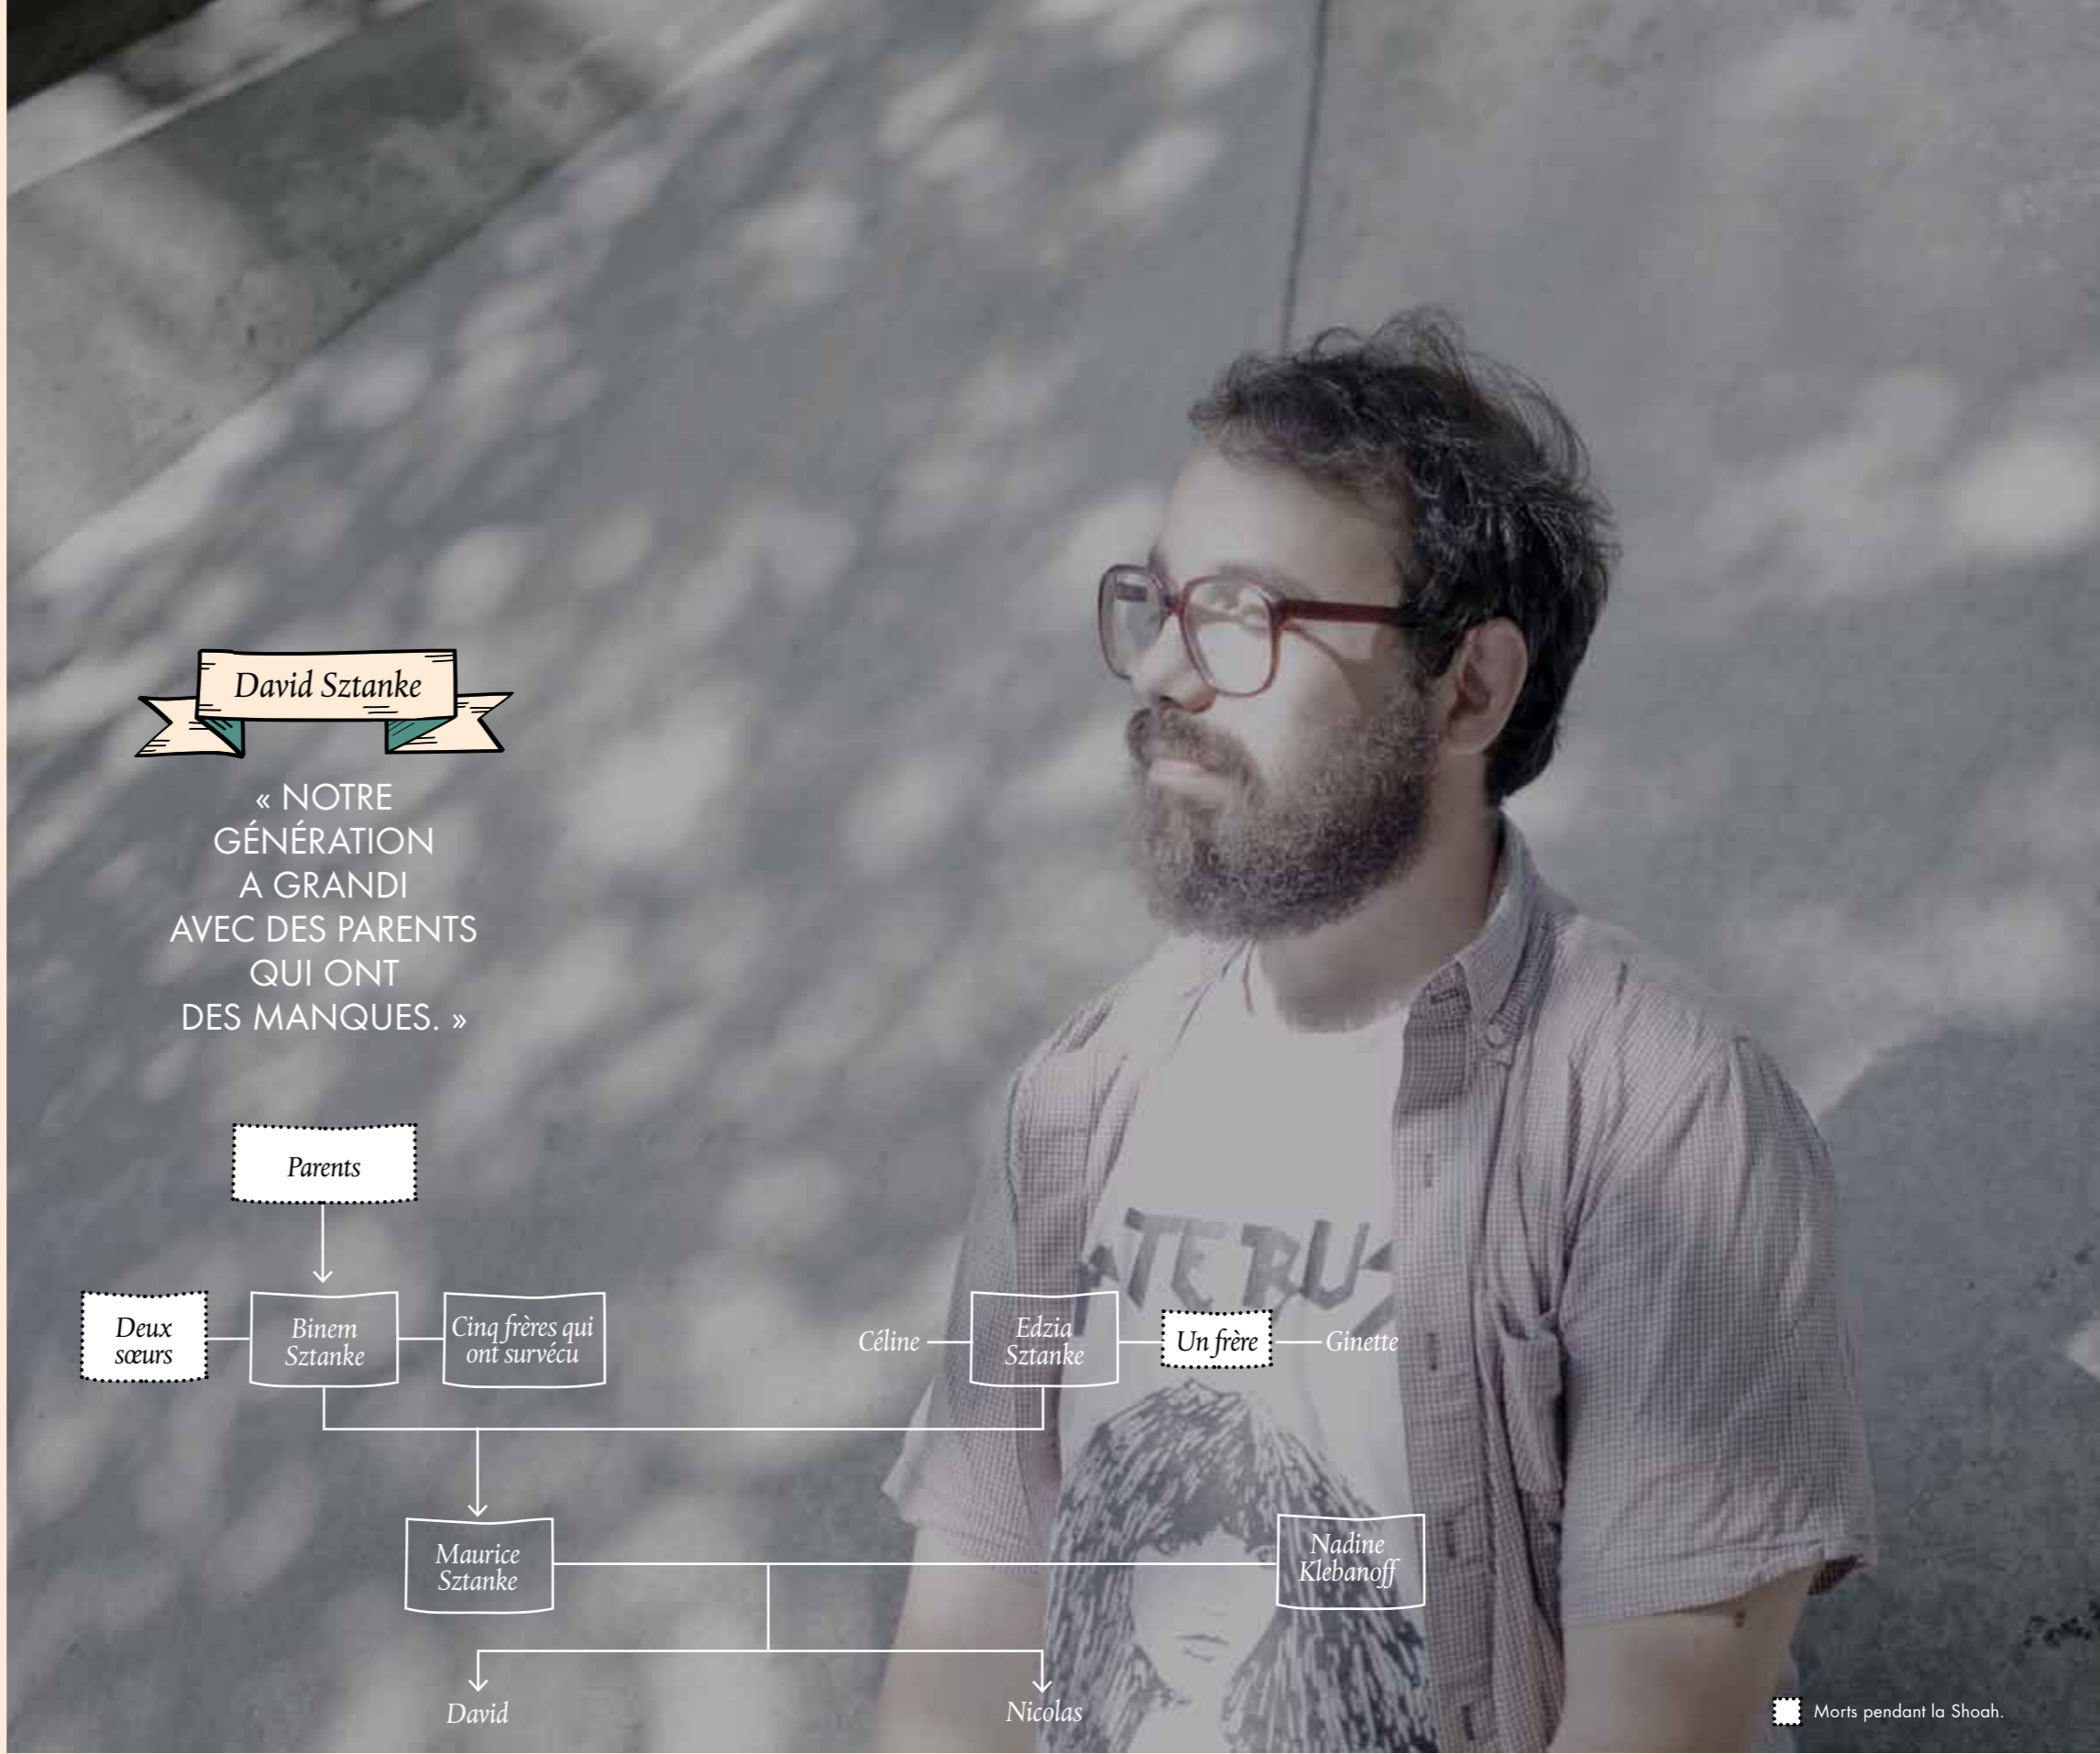 David Sztanke
« NOTRE
GÉNÉRATION
A GRANDI
AVEC DES PARENTS
QUI ONT
DES MANQUES. »
Parents
Deux
sœurs
Binem
Sztanke
Cinq frères qui
ont survécu
Céline
Edzia
Sztanke
Un frère
Ginette
Maurice
Sztanke
Nadine
Klebanoff
David
Nicolas
Morts pendant la Shoah.